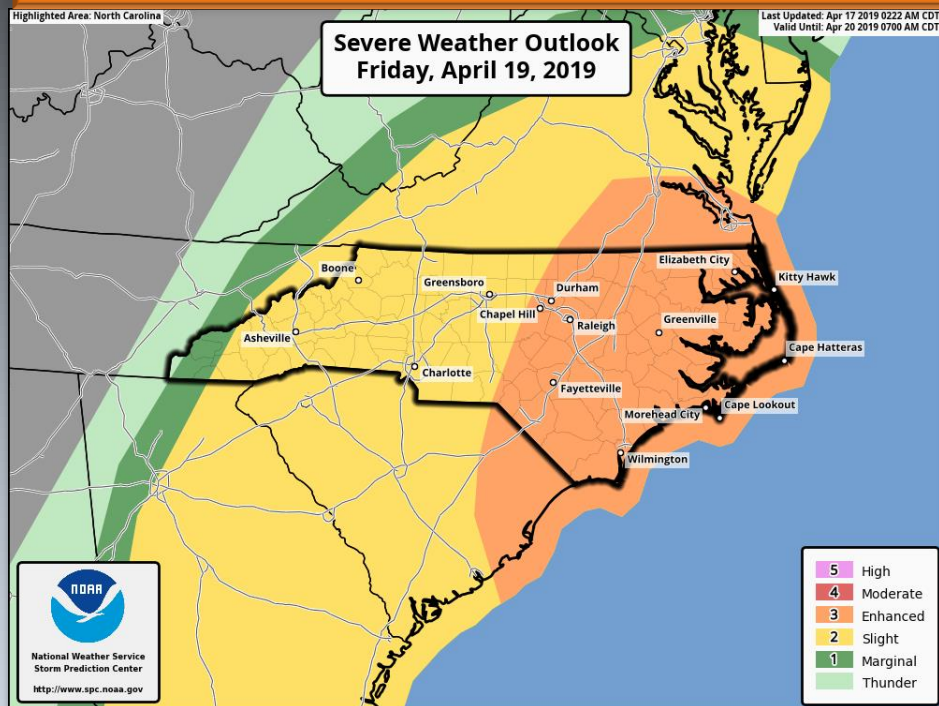 Highlighted Area: North Carolina
Last Updated: Apr 17 2019 0222 AM CDT
Valid Until: Apr 20 2019 0700 AM CDT
Severe Weather Outlook
Friday, April 19, 2019
Boone
Greensboro
Durham
Elizabeth City
Kitty Hawk
Chapel Hill
Raleigh
Greenville
Asheville
Cape Hatteras
Charlotte
Fayetteville
Morehead City
Cape Lookout
Wilmington
NOAA
National Weather Service
Storm Prediction Center
http://www.spc.noaa.gov
5 High
4 Moderate
3 Enhanced
2 Slight
1 Marginal
Thunder